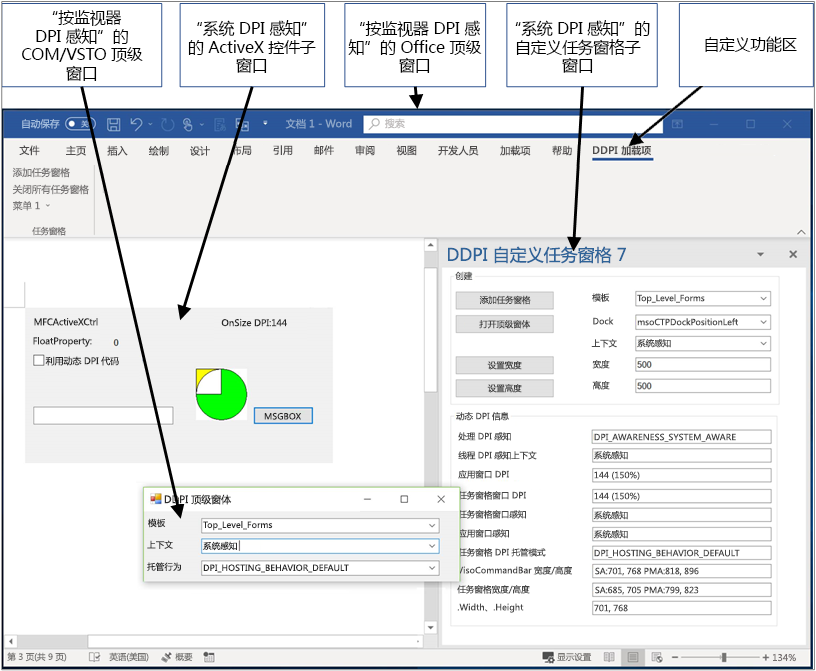 “按监视器
DPI 感知” 的
COM/VSTO 顶级
窗口
“系统 DPI 感知”
的 ActiveX 控件子
窗口
“按监视器 DPI 感
知” 的 Office 顶级
窗口
“系统 DPI 感知” 的
自定义任务窗格子
窗口
自定义功能区
自动保存 关 文档 1 - Word 搜索
文件 主页 插入 绘制 设计 布局 引用 邮件 审阅 视图 开发人员 加载项 帮助 DDPI 加载项
添加任务窗格
关闭所有任务窗格
菜单 1
任务窗格
MFCActiveXCtrl OnSize DPI:144
FloatProperty: 0
利用动态 DPI 代码
MSGBOX
DDPI 顶级窗体
模板 Top_Level_Forms
上下文 系统感知
托管行为 DPI_HOSTING_BEHAVIOR_DEFAULT
DDPI 自定义任务窗格 7
创建
添加任务窗格 模板 Top_Level_Forms
打开顶级窗体 Dock msoCTPDockPositionLeft
上下文 系统感知
设置宽度 宽度 500
设置高度 高度 500
动态 DPI 信息
处理 DPI 感知 DPI_AWARENESS_SYSTEM_AWARE
线程 DPI 感知上下文 系统感知
应用窗口 DPI 144 (150%)
任务窗格窗口 DPI 144 (150%)
任务窗格窗口感知 系统感知
应用窗口感知 系统感知
任务窗格 DPI 托管模式 DPI_HOSTING_BEHAVIOR_DEFAULT
VisoCommandBar 宽度/高度 SA:701, 768 PMA:818, 896
任务窗格宽度/高度 SA:685, 705 PMA:799, 823
.Width、.Height 701, 768
第 3 页(共 9 页) 英语(美国) 概要 显示设置 134%